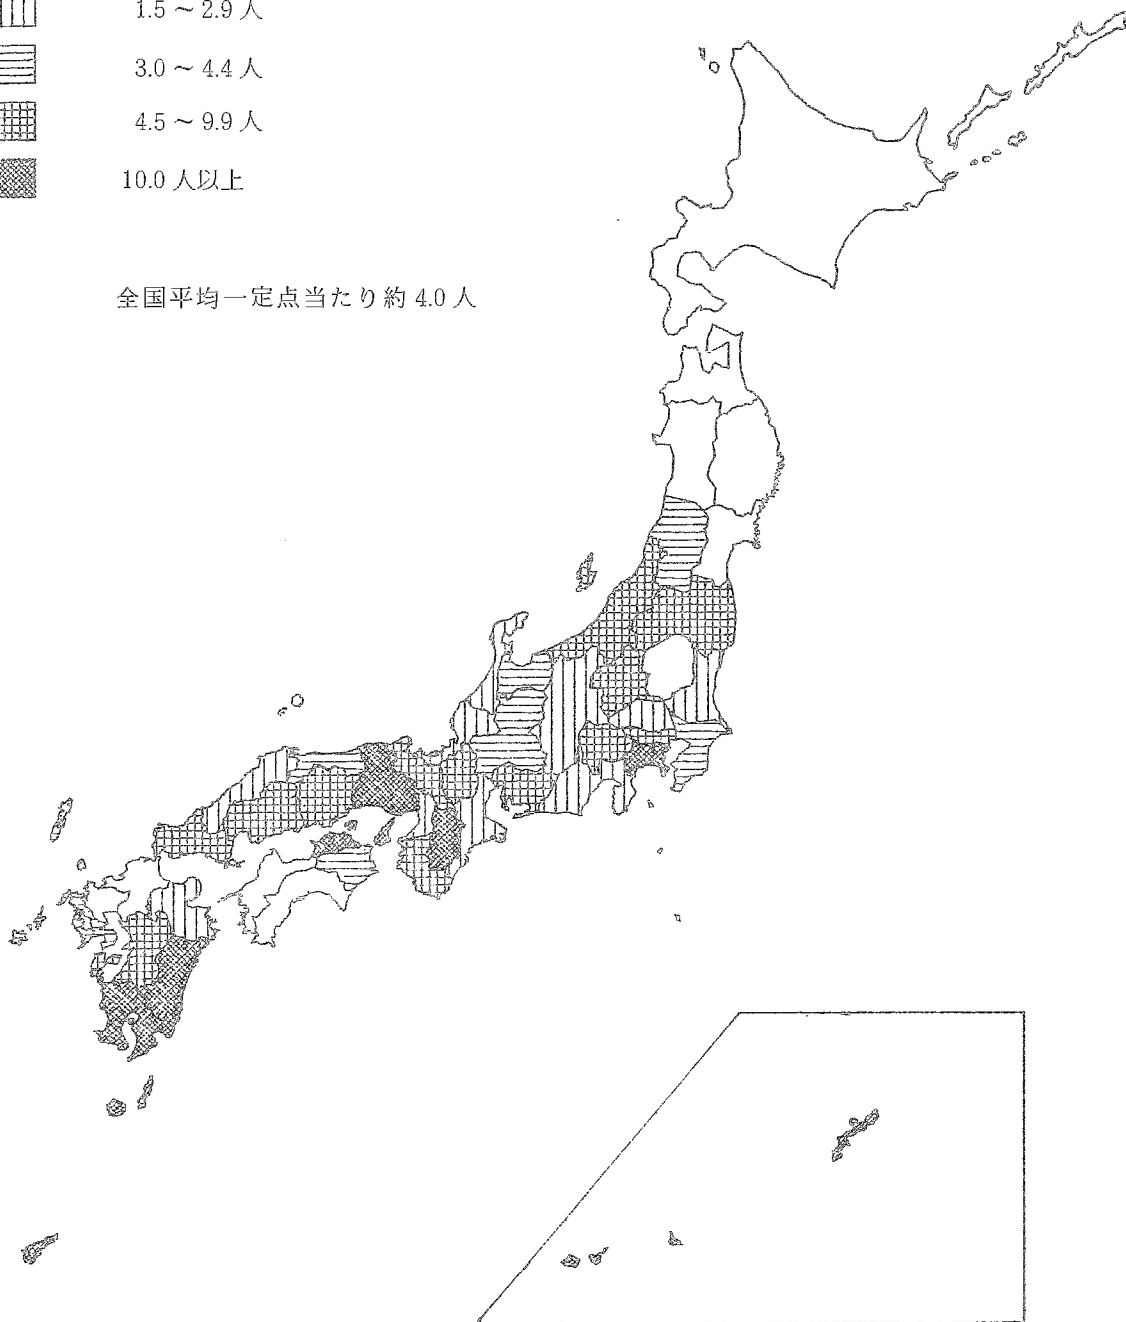 1.5 ~ 2.9 人
3.0 ~ 4.4 人
4.5 ~ 9.9 人
10.0 人以上
全国平均一定点当たり約 4.0 人